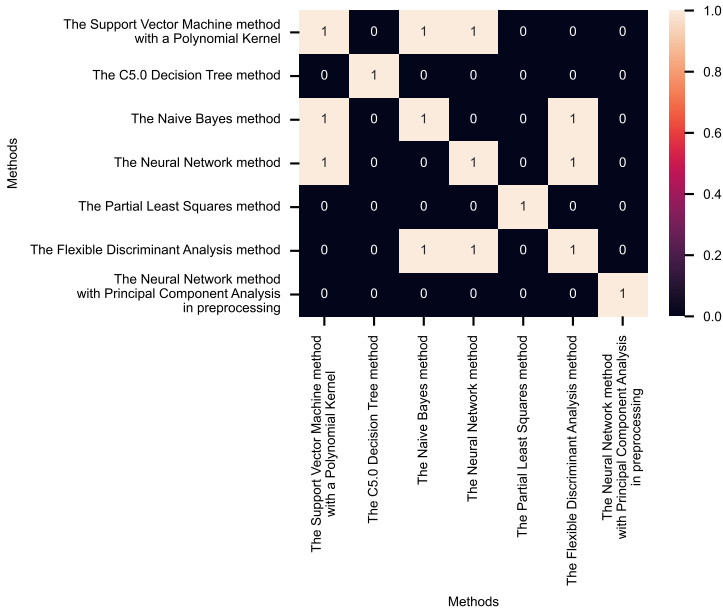 The Support Vector Machine method
with a Polynomial Kernel
1 0 1 1 0 0 0
The C5.0 Decision Tree method
0 1 0 0 0 0 0
The Naive Bayes method
1 0 1 0 0 1 0
The Neural Network method
1 0 0 1 0 1 0
The Partial Least Squares method
0 0 0 0 1 0 0
The Flexible Discriminant Analysis method
0 0 1 1 0 1 0
The Neural Network method
with Principal Component Analysis
in preprocessing
0 0 0 0 0 0 1
Methods
1.0
0.8
0.6
0.4
0.2
0.0
The Support Vector Machine method
with a Polynomial Kernel
The C5.0 Decision Tree method
The Naive Bayes method
The Neural Network method
The Partial Least Squares method
The Flexible Discriminant Analysis method
The Neural Network method
with Principal Component Analysis
in preprocessing
Methods